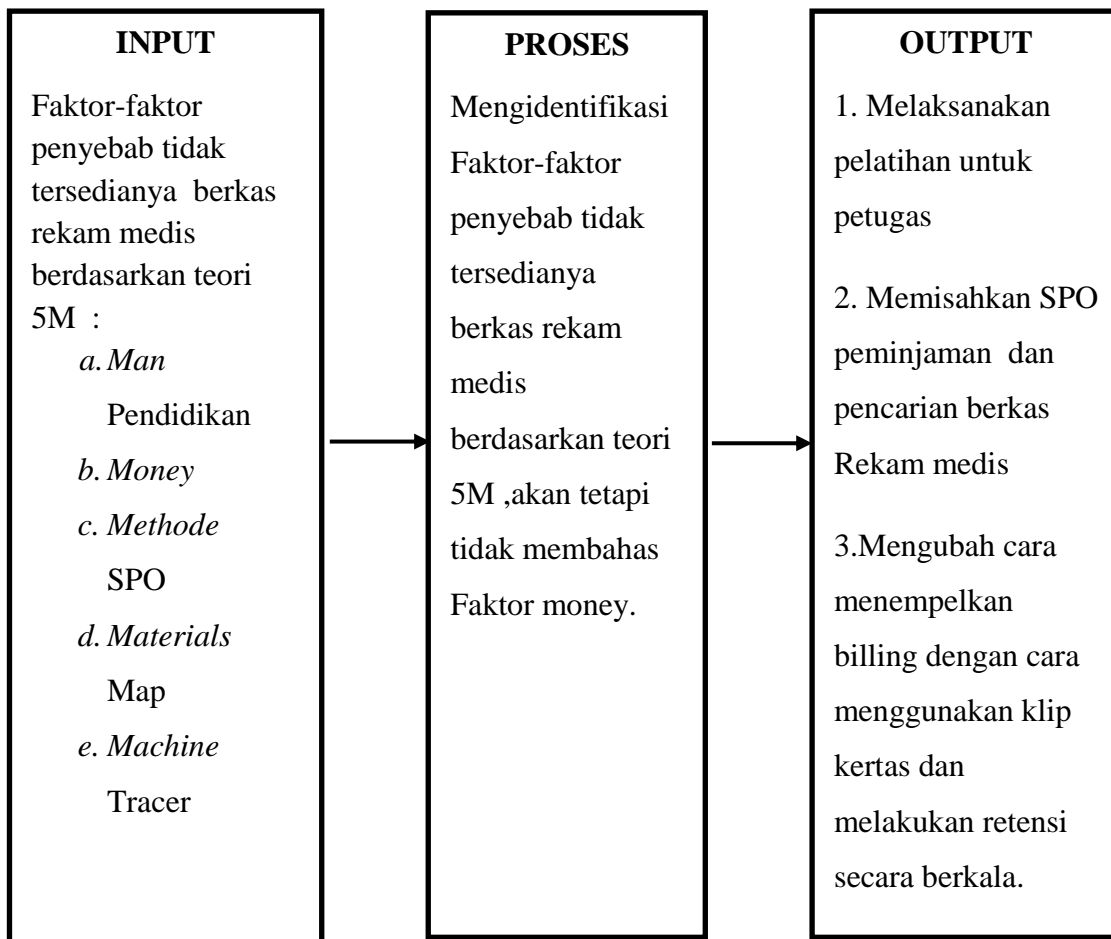 INPUT
Faktor-faktor
penyebab tidak
tersedianya berkas
rekam medis
berdasarkan teori
5M :
a. Man
Pendidikan
b. Money
c. Methode
SPO
d. Materials
Map
e. Machine
Tracer
PROSES
Mengidentifikasi
Faktor-faktor
penyebab tidak
tersedianya
berkas rekam
medis
berdasarkan teori
5M ,akan tetapi
tidak membahas
Faktor money.
OUTPUT
1. Melaksanakan
pelatihan untuk
petugas
2. Memisahkan SPO
peminjaman dan
pencarian berkas
Rekam medis
3.Mengubah cara
menempelkan
billing dengan cara
menggunakan klip
kertas dan
melakukan retensi
secara berkala.